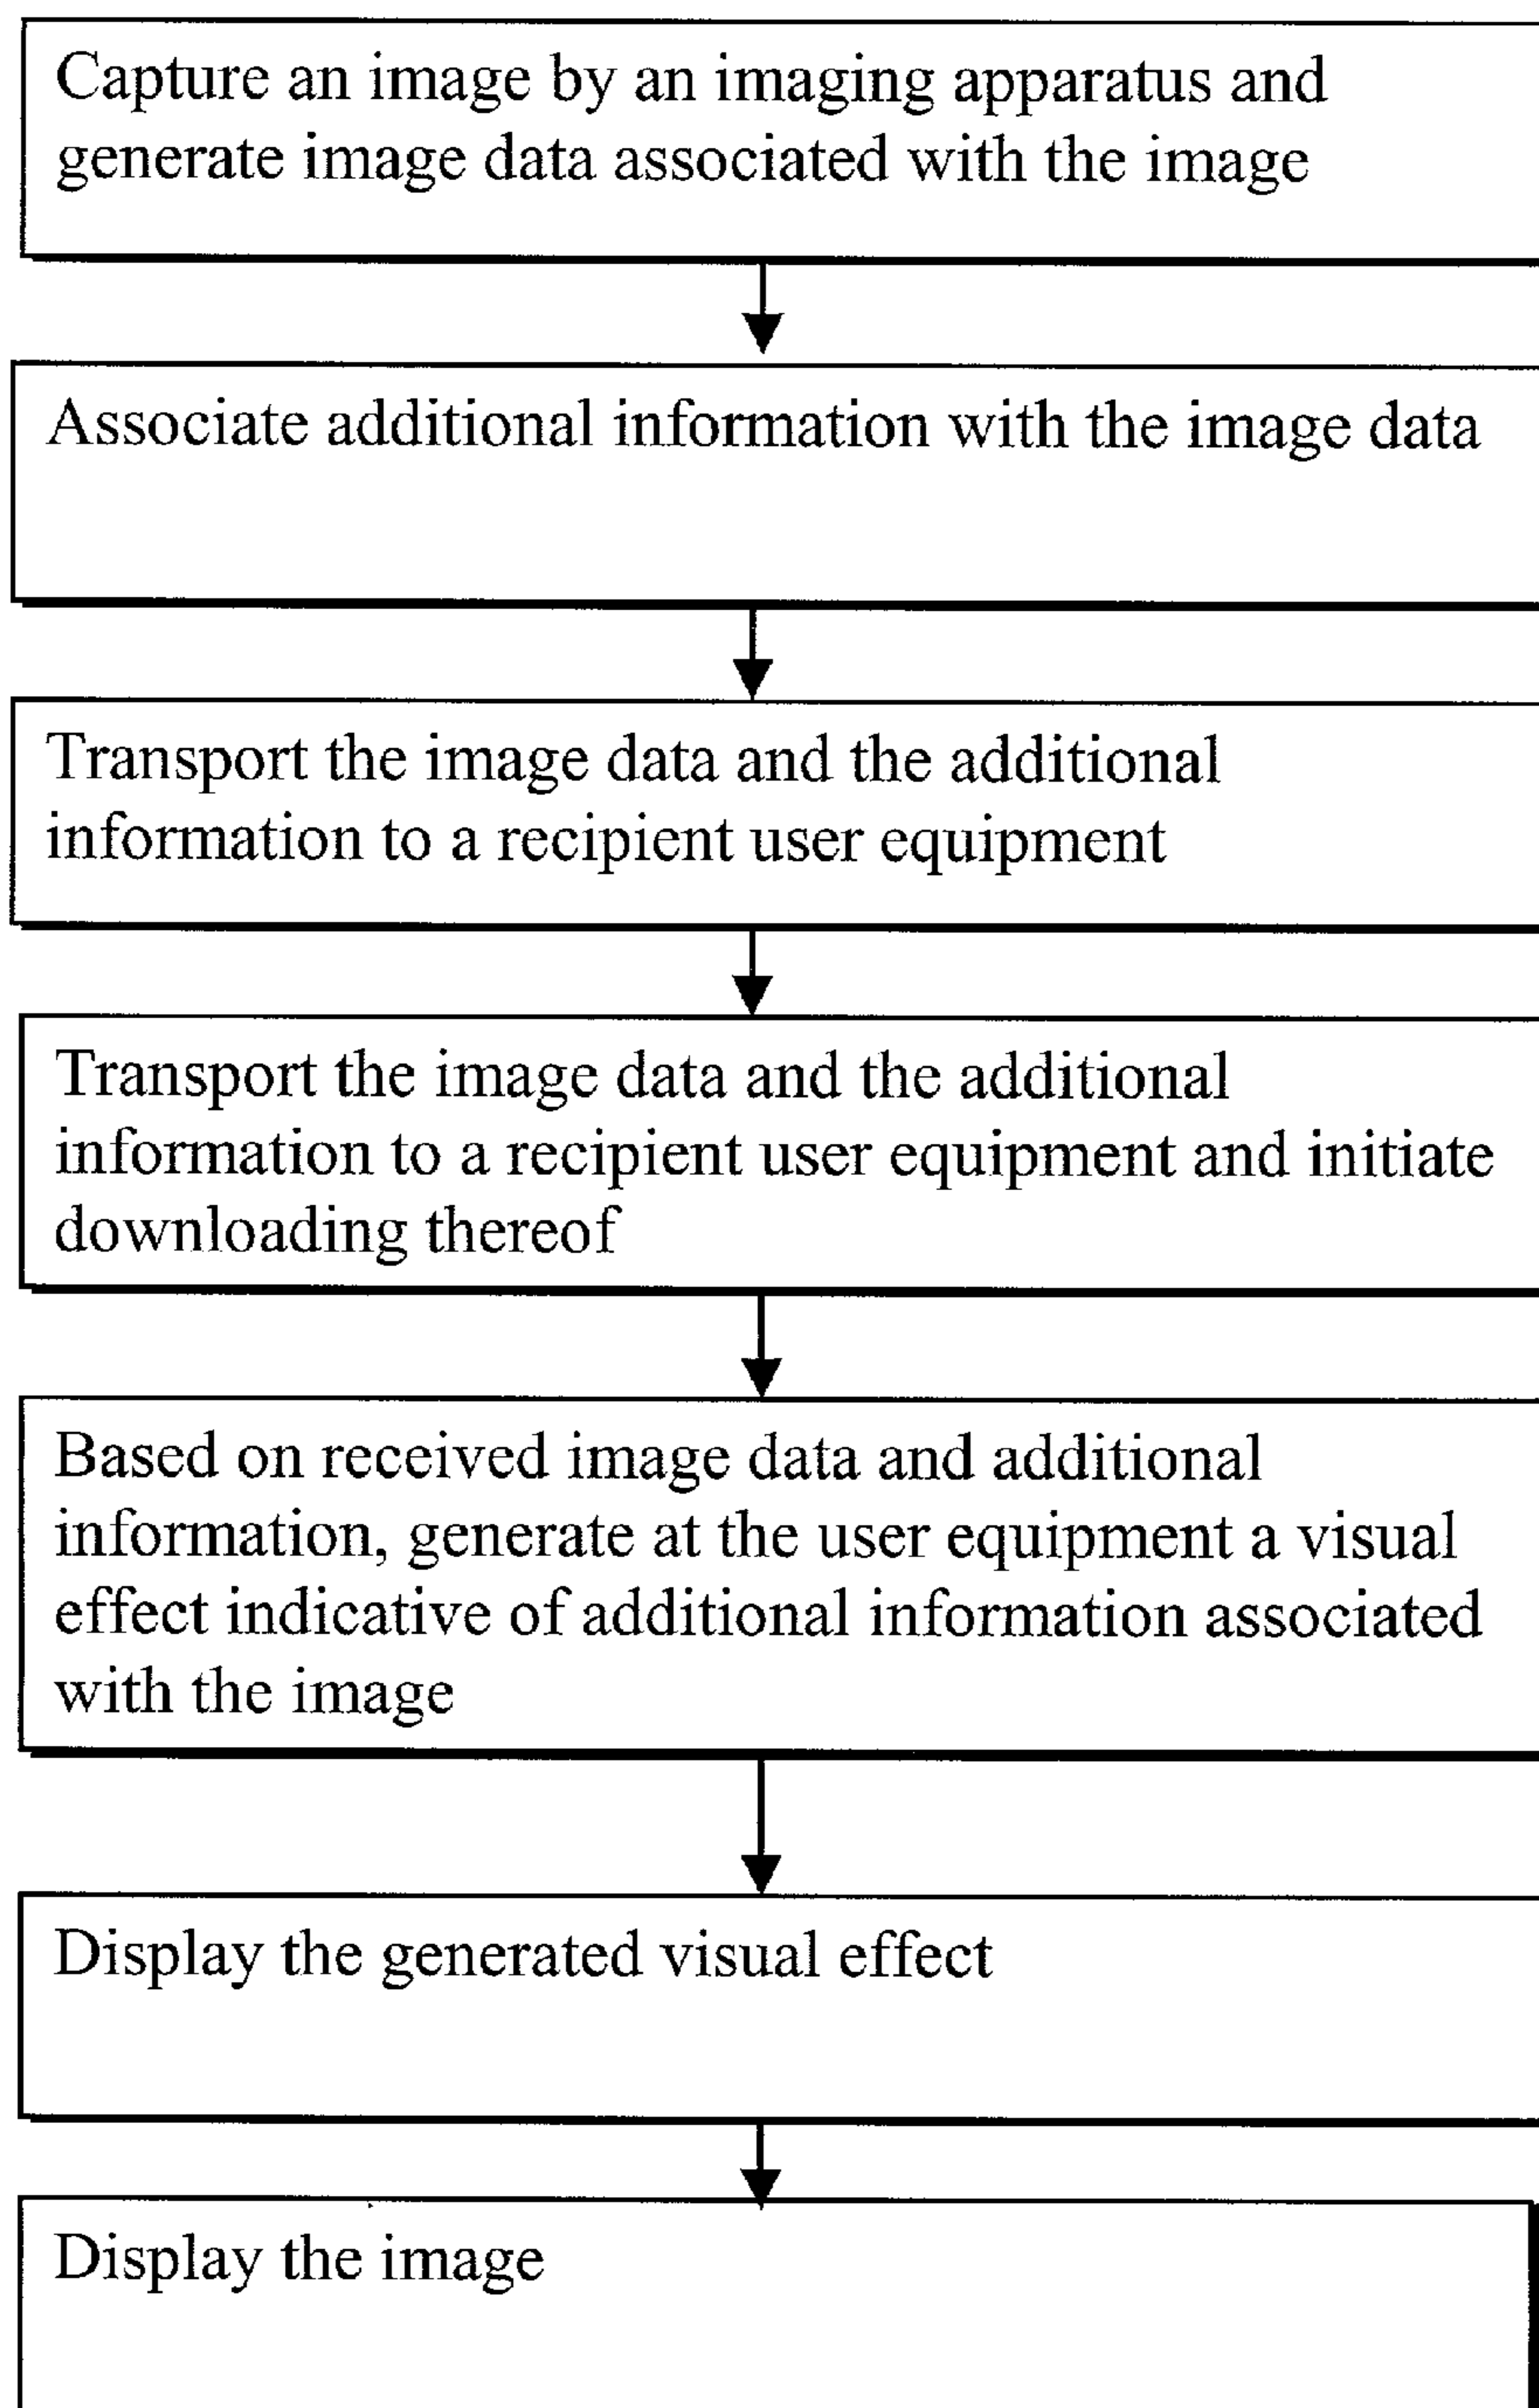 Capture an image by an imaging apparatus and
generate image data associated with the image
Associate additional information with the image data
Transport the image data and the additional
information to a recipient user equipment
Transport the image data and the additional
information to a recipient user equipment and initiate
downloading thereof
Based on received image data and additional
information, generate at the user equipment a visual
effect indicative of additional information associated
with the image
Display the generated visual effect
Display the image